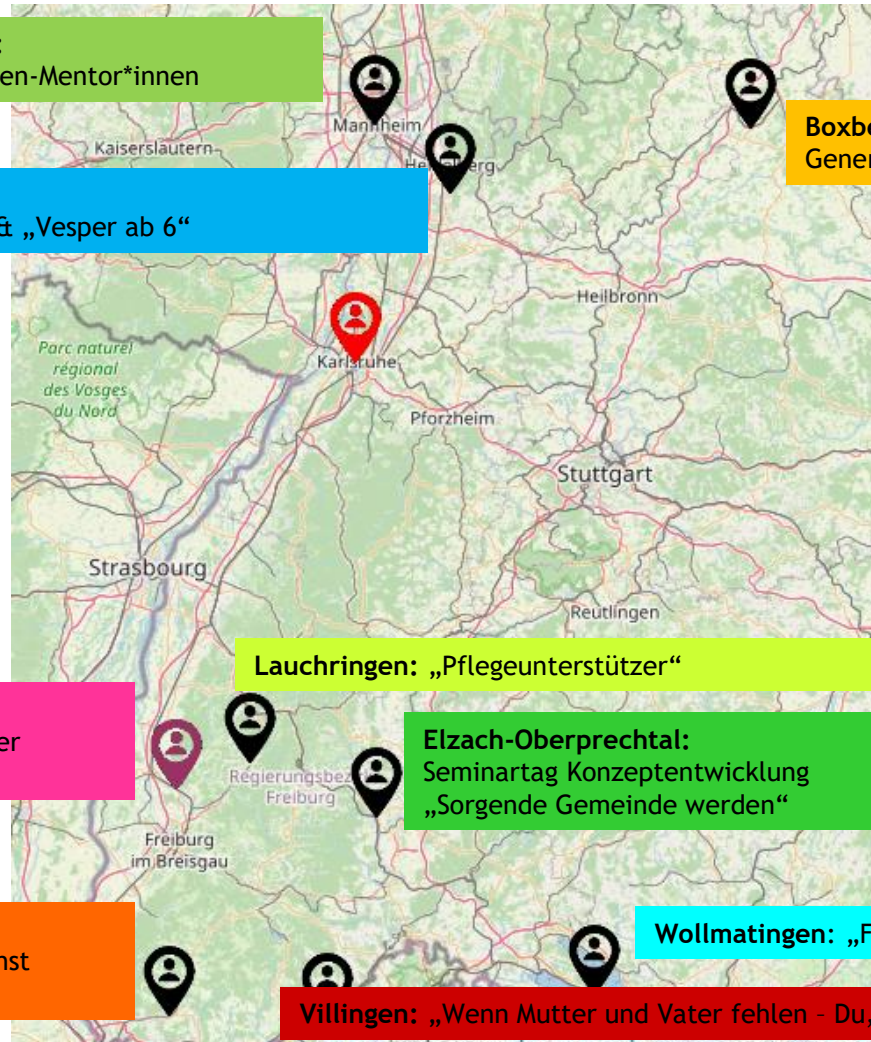 :
en-Mentor*innen
Mannheim
Kaiserslautern
Boxbe
Gener
& „Vesper ab 6“
Heilbronn
Parc naturel
régional
des Vosges
du Nord
Karlsruhe
Pforzheim
Stuttgart
Strasbourg
Reutlingen
Lauchringen: „Pflegeunterstützer“
er
Elzach-Oberprechtal:
Seminartag Konzeptentwicklung
„Sorgende Gemeinde werden“
Freiburg
Freiburg
im Breisgau
nst
Wollmatingen: „F
Villingen: „Wenn Mutter und Vater fehlen – Du,